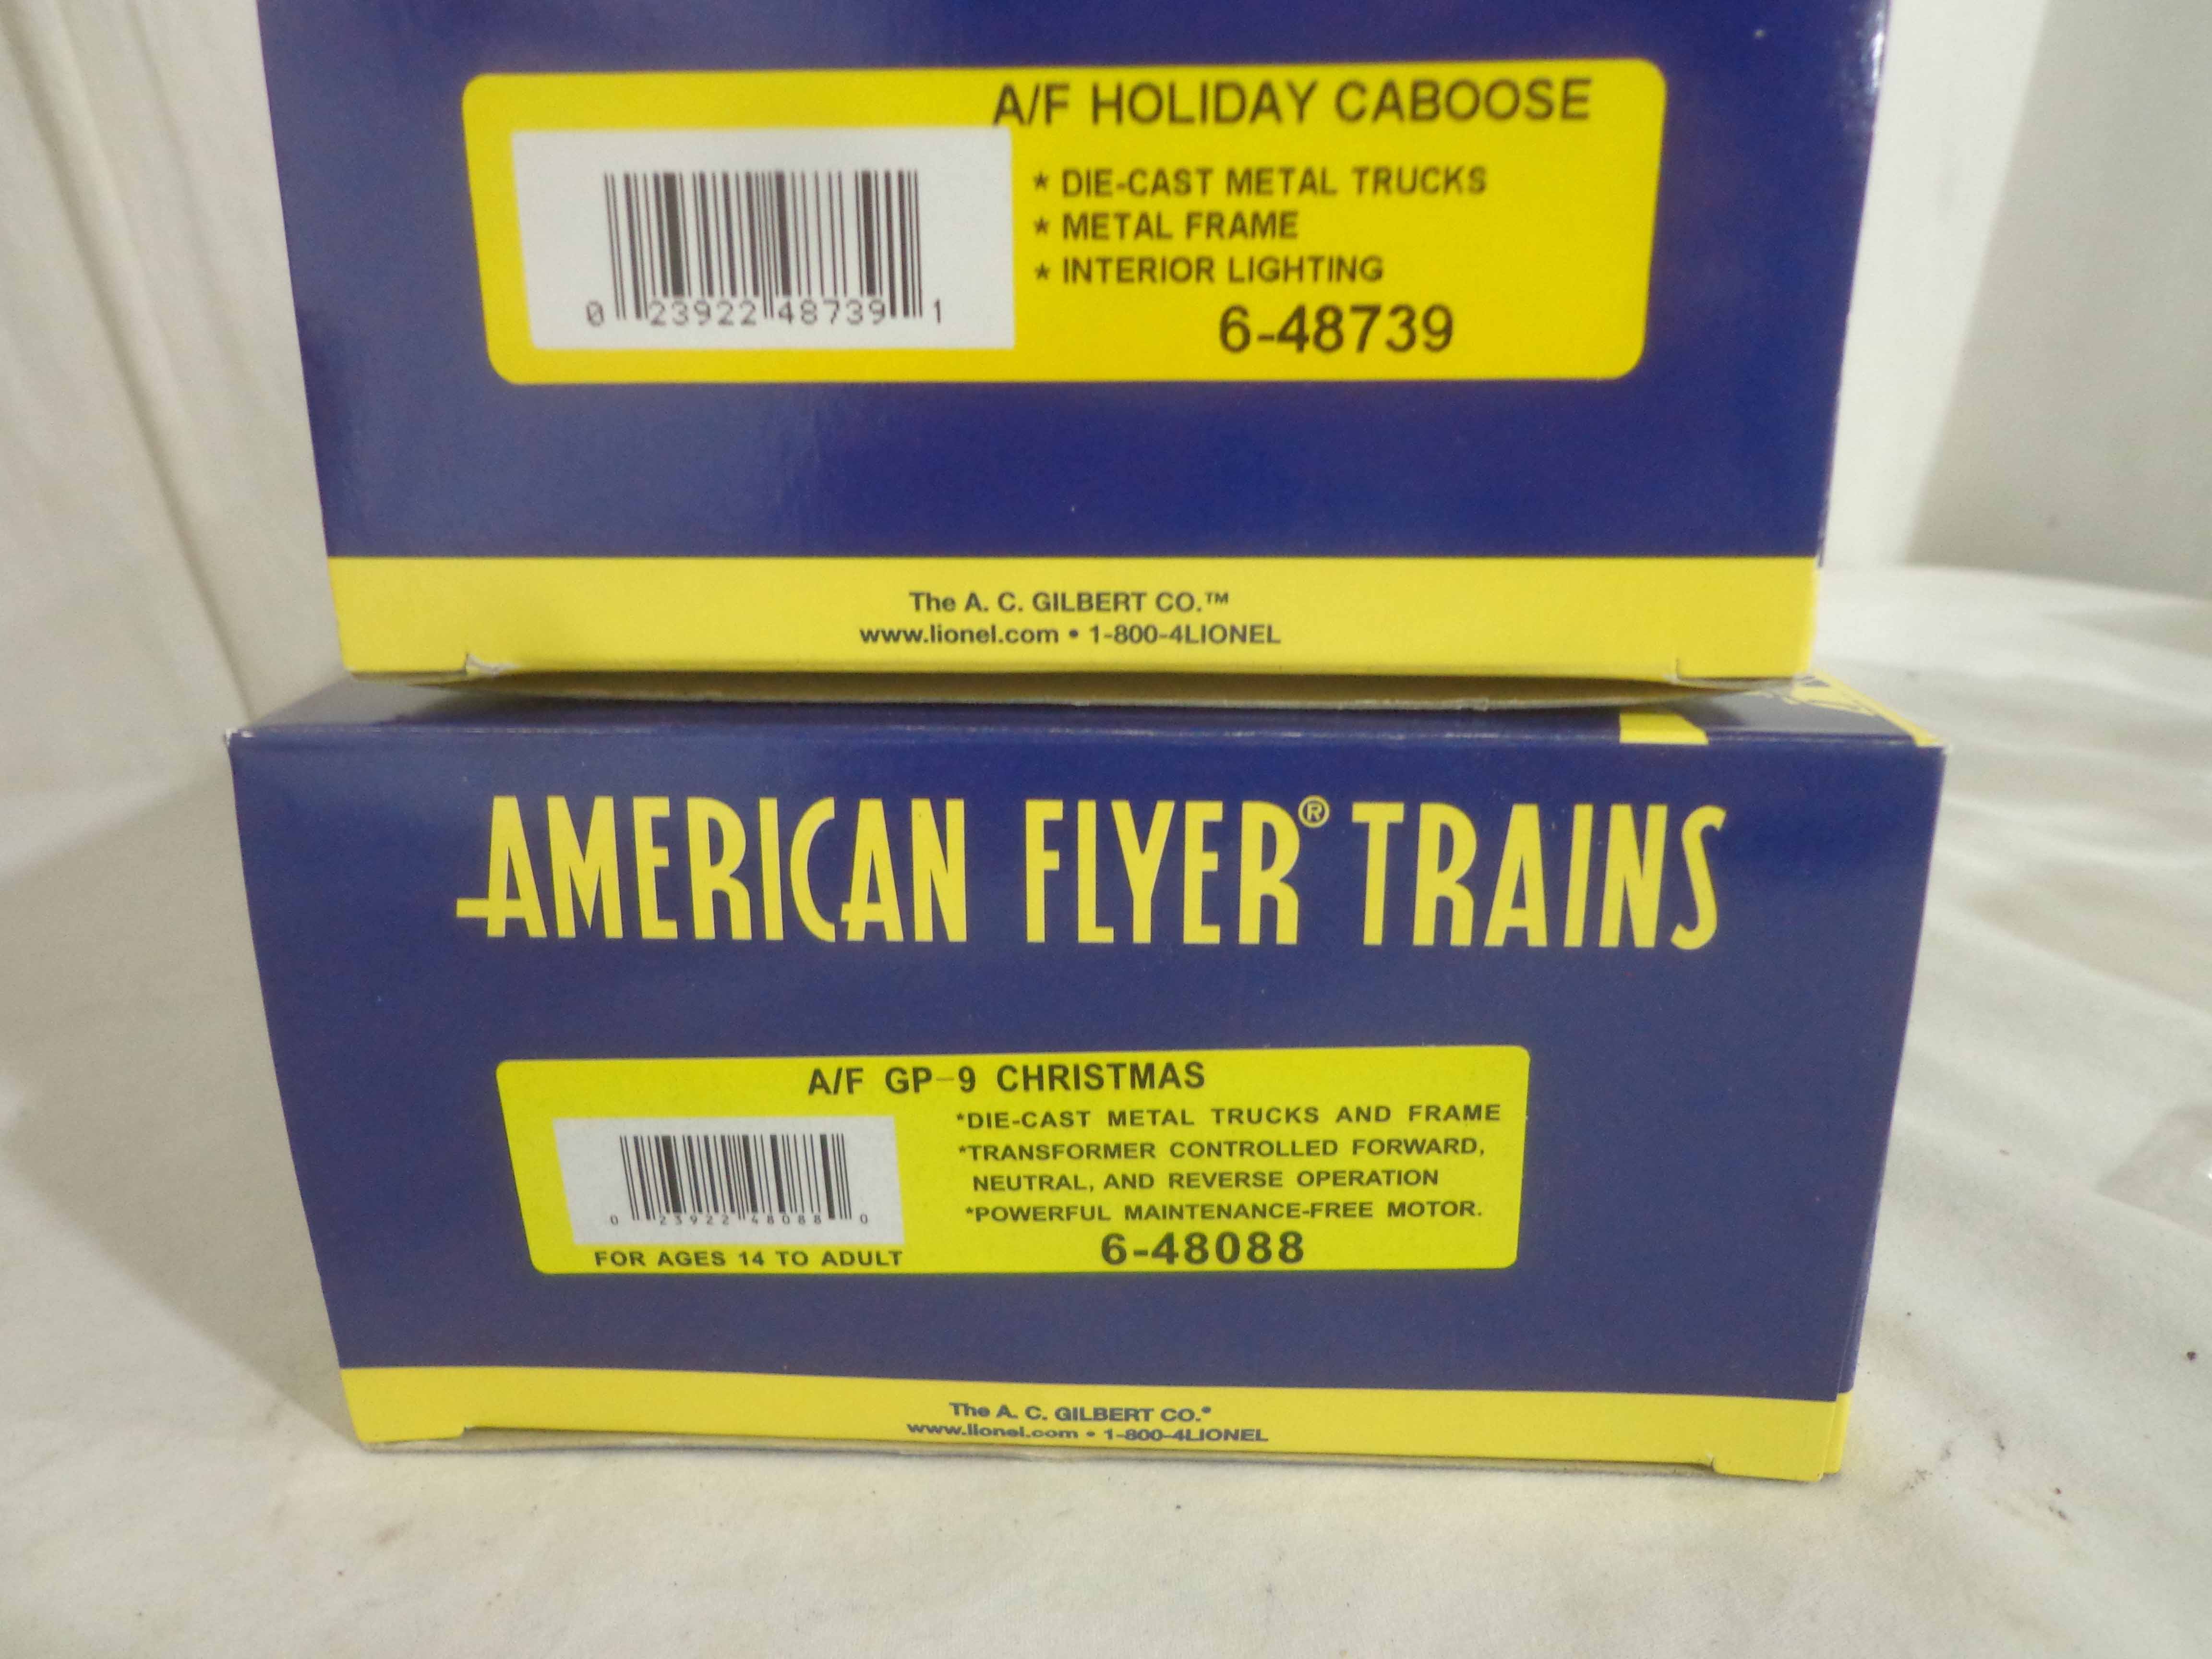 A/F HOLIDAY CABOOSE
* DIE-CAST METAL TRUCKS
* METAL FRAME
* INTERIOR LIGHTING
0 23922 48739 1
6-48739
The A. C. GILBERT CO.™
www.lionel.com • 1-800-4LIONEL
AMERICAN FLYER® TRAINS
A/F GP-9 CHRISTMAS
*DIE-CAST METAL TRUCKS AND FRAME
*TRANSFORMER CONTROLLED FORWARD,
NEUTRAL, AND REVERSE OPERATION
*POWERFUL MAINTENANCE-FREE MOTOR.
0 23922 48088 0
6-48088
FOR AGES 14 TO ADULT
The A. C. GILBERT CO.®
www.lionel.com • 1-800-4LIONEL